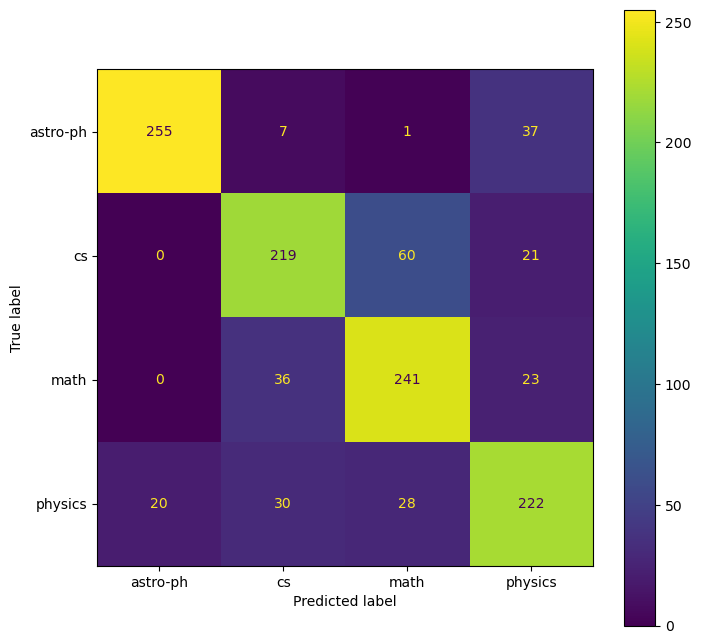 astro-ph 255 7 1 37
cs 0 219 60 21
math 0 36 241 23
physics 20 30 28 222
astro-ph cs math physics
Predicted label
True label
250
200
150
100
50
0